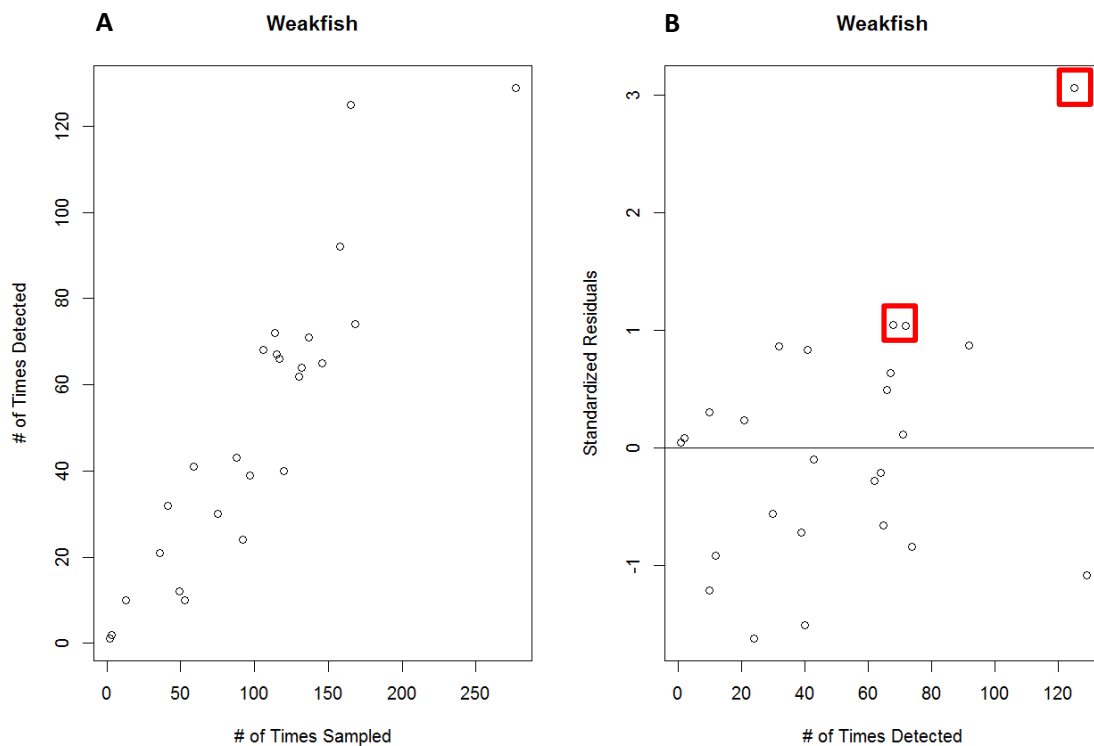 A
Weakfish
# of Times Detected
120
100
80
60
40
20
0
0 50 100 150 200 250
# of Times Sampled
B
Weakfish
Standardized Residuals
3
2
1
0
-1
0 20 40 60 80 100 120
# of Times Detected